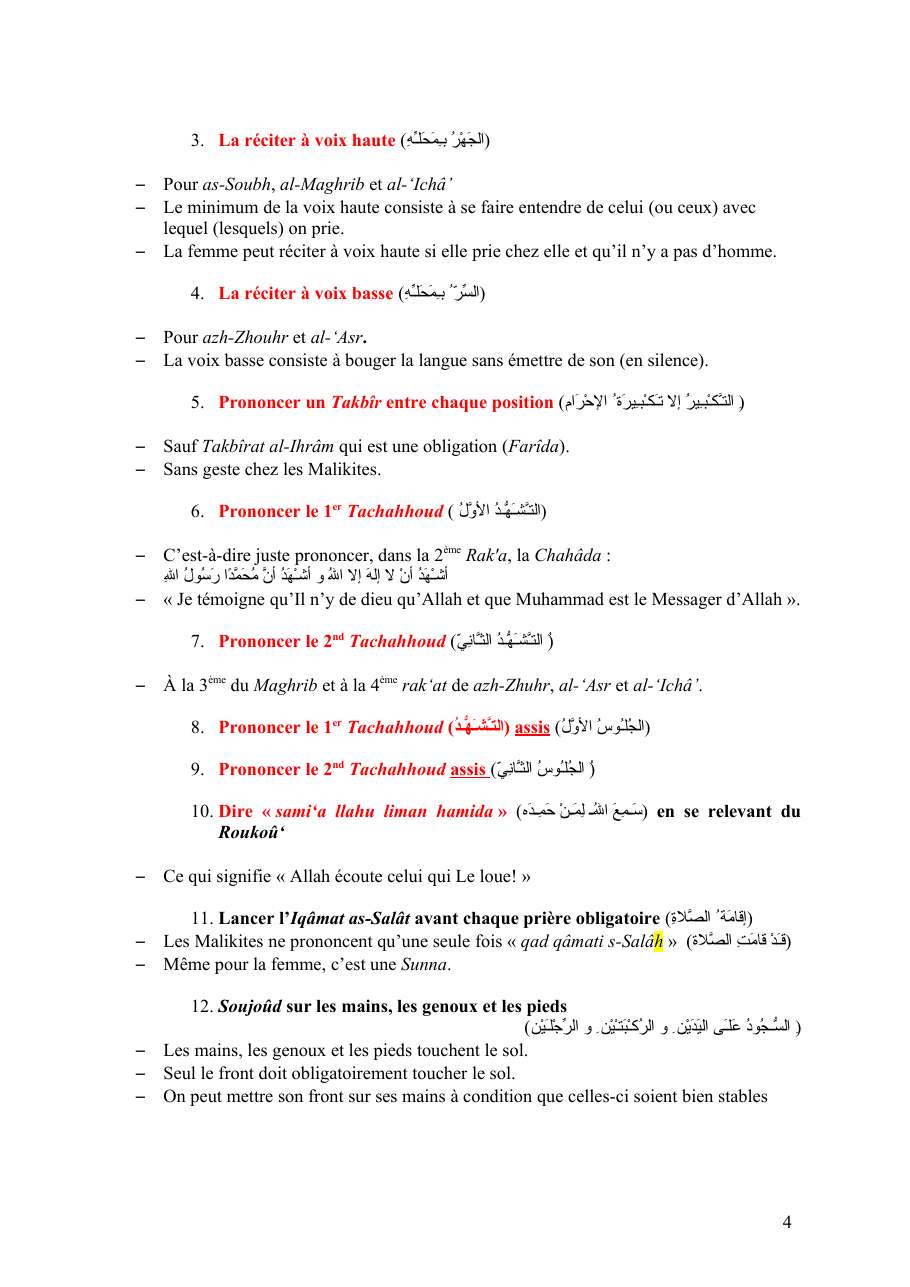 3. La réciter à voix haute (الجَهْرُ بِمَحَلِّهِ)
– Pour as-Soubh, al-Maghrib et al-‘Ichâ’
– Le minimum de la voix haute consiste à se faire entendre de celui (ou ceux) avec
lequel (lesquels) on prie.
– La femme peut réciter à voix haute si elle prie chez elle et qu’il n’y a pas d’homme.
4. La réciter à voix basse (السِّرّ ُ بِمَحَلِّهِ)
– Pour azh-Zhouhr et al-‘Asr.
– La voix basse consiste à bouger la langue sans émettre de son (en silence).
5. Prononcer un Takbîr entre chaque position (التَّكْبِيرُ إلا تَكْبِيرَة ُ الإحْرَام )
– Sauf Takbîrat al-Ihrâm qui est une obligation (Farîda).
– Sans geste chez les Malikites.
6. Prononcer le 1er Tachahhoud ( التَّشَهُّدُ الأوَّلُ)
– C’est-à-dire juste prononcer, dans la 2ème Rak'a, la Chahâda :
أشْهَدُ أنْ لا إلهَ إلا اللهُ و أشْهَدُ أنَّ مُحَمَّدًا رَسُولُ اللهِ
– « Je témoigne qu’Il n’y de dieu qu’Allah et que Muhammad est le Messager d’Allah ».
7. Prononcer le 2nd Tachahhoud (التَّشَهُّدُ الثَّانِيّ ُ)
– À la 3ème du Maghrib et à la 4ème rak‘at de azh-Zhuhr, al-‘Asr et al-‘Ichâ’.
8. Prononcer le 1er Tachahhoud (التَّشَهُّدُ) assis (الجُلُوسُ الأوَّلُ)
9. Prononcer le 2nd Tachahhoud assis (الجُلُوسُ الثَّانِيّ ُ)
10. Dire « sami‘a llahu liman hamida » (سَمِعَ اللهُ لِمَنْ حَمِدَه) en se relevant du
Roukoû‘
– Ce qui signifie « Allah écoute celui qui Le loue! »
11. Lancer l’Iqâmat as-Salât avant chaque prière obligatoire (إقامَة ُ الصَّلاةِ)
– Les Malikites ne prononcent qu’une seule fois « qad qâmati s-Salâh » (قَدْ قامَتِ الصَّلاة)
– Même pour la femme, c’est une Sunna.
12. Soujoûd sur les mains, les genoux et les pieds
(السُّجُودُ عَلَى اليَدَيْنِ و الرُكْبَتَيْنِ و الرِّجْلَيْنِ )
– Les mains, les genoux et les pieds touchent le sol.
– Seul le front doit obligatoirement toucher le sol.
– On peut mettre son front sur ses mains à condition que celles-ci soient bien stables
4